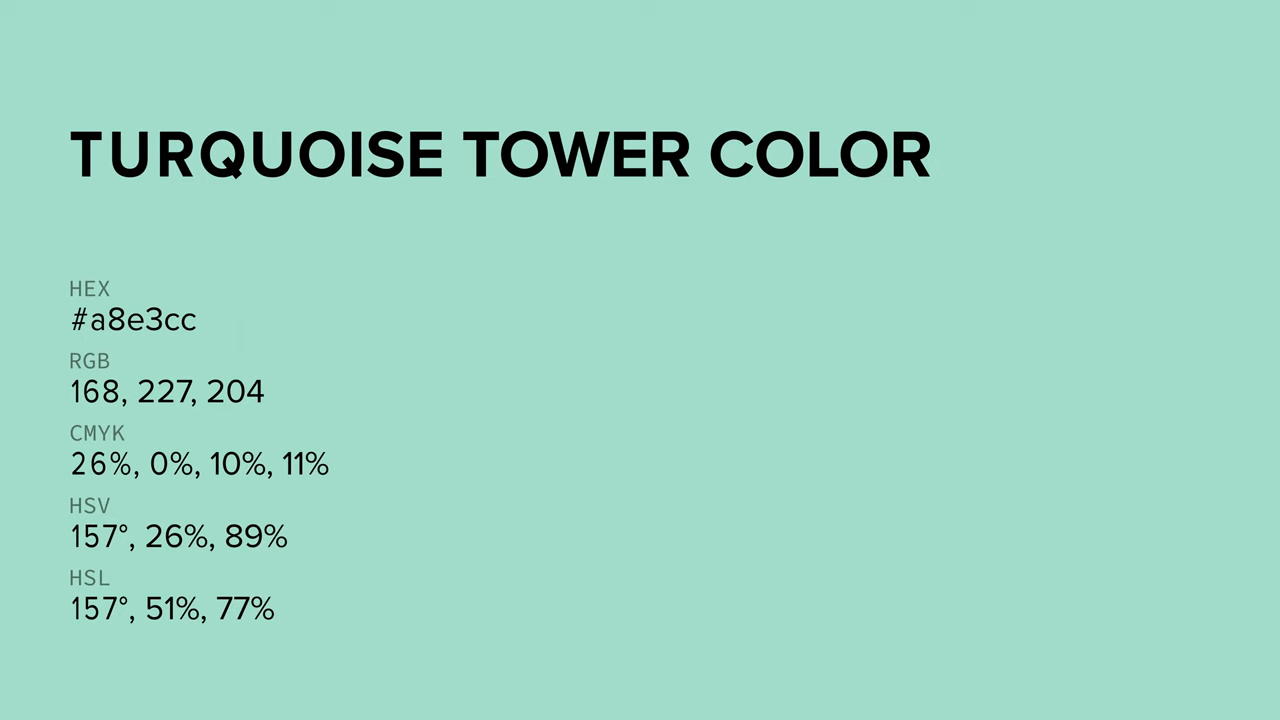 TURQUOISE TOWER COLOR
HEX
#a8e3cc
RGB
168, 227, 204
CMYK
26%, 0%, 10%, 11%
HSV
157°, 26%, 89%
HSL
157°, 51%, 77%